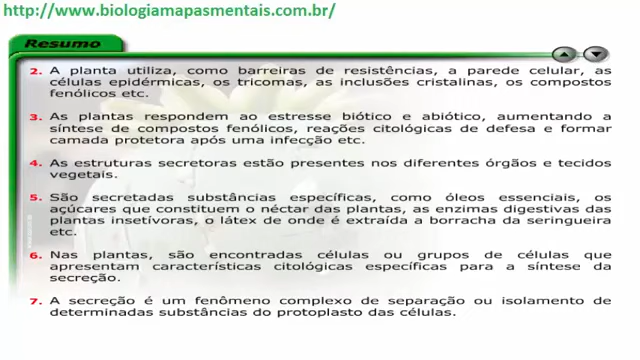 http://www.biologiamapasmentais.com.br/
Resumo
2. A planta utiliza, como barreiras de resistências, a parede celular, as
células epidérmicas, os tricomas, as inclusões cristalinas, os compostos
fenólicos etc.
3. As plantas respondem ao estresse biótico e abiótico, aumentando a
síntese de compostos fenólicos, reações citológicas de defesa e formar
camada protetora após uma infecção etc.
4. As estruturas secretoras estão presentes nos diferentes órgãos e tecidos
vegetais.
5. São secretadas substâncias específicas, como óleos essenciais, os
açúcares que constituem o néctar das plantas, as enzimas digestivas das
plantas insetívoras, o látex de onde é extraída a borracha da seringueira
etc.
6. Nas plantas, são encontradas células ou grupos de células que
apresentam características citológicas específicas para a síntese da
secreção.
7. A secreção é um fenômeno complexo de separação ou isolamento de
determinadas substâncias do protoplasto das células.